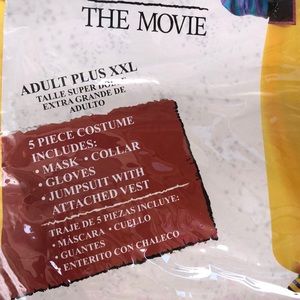 THE MOVIE
ADULT PLUS XXL
TALLE SUPER
EXTRA GRANDE DE
ADULTO
5 PIECE COSTUME
INCLUDES:
• MASK • COLLAR
• GLOVES
• JUMPSUIT WITH
ATTACHED VEST
TRAJE DE 5 PIEZAS INCLUYE:
• MÁSCARA • CUELLO
• GUANTES
• ENTERITO CON CHALECO